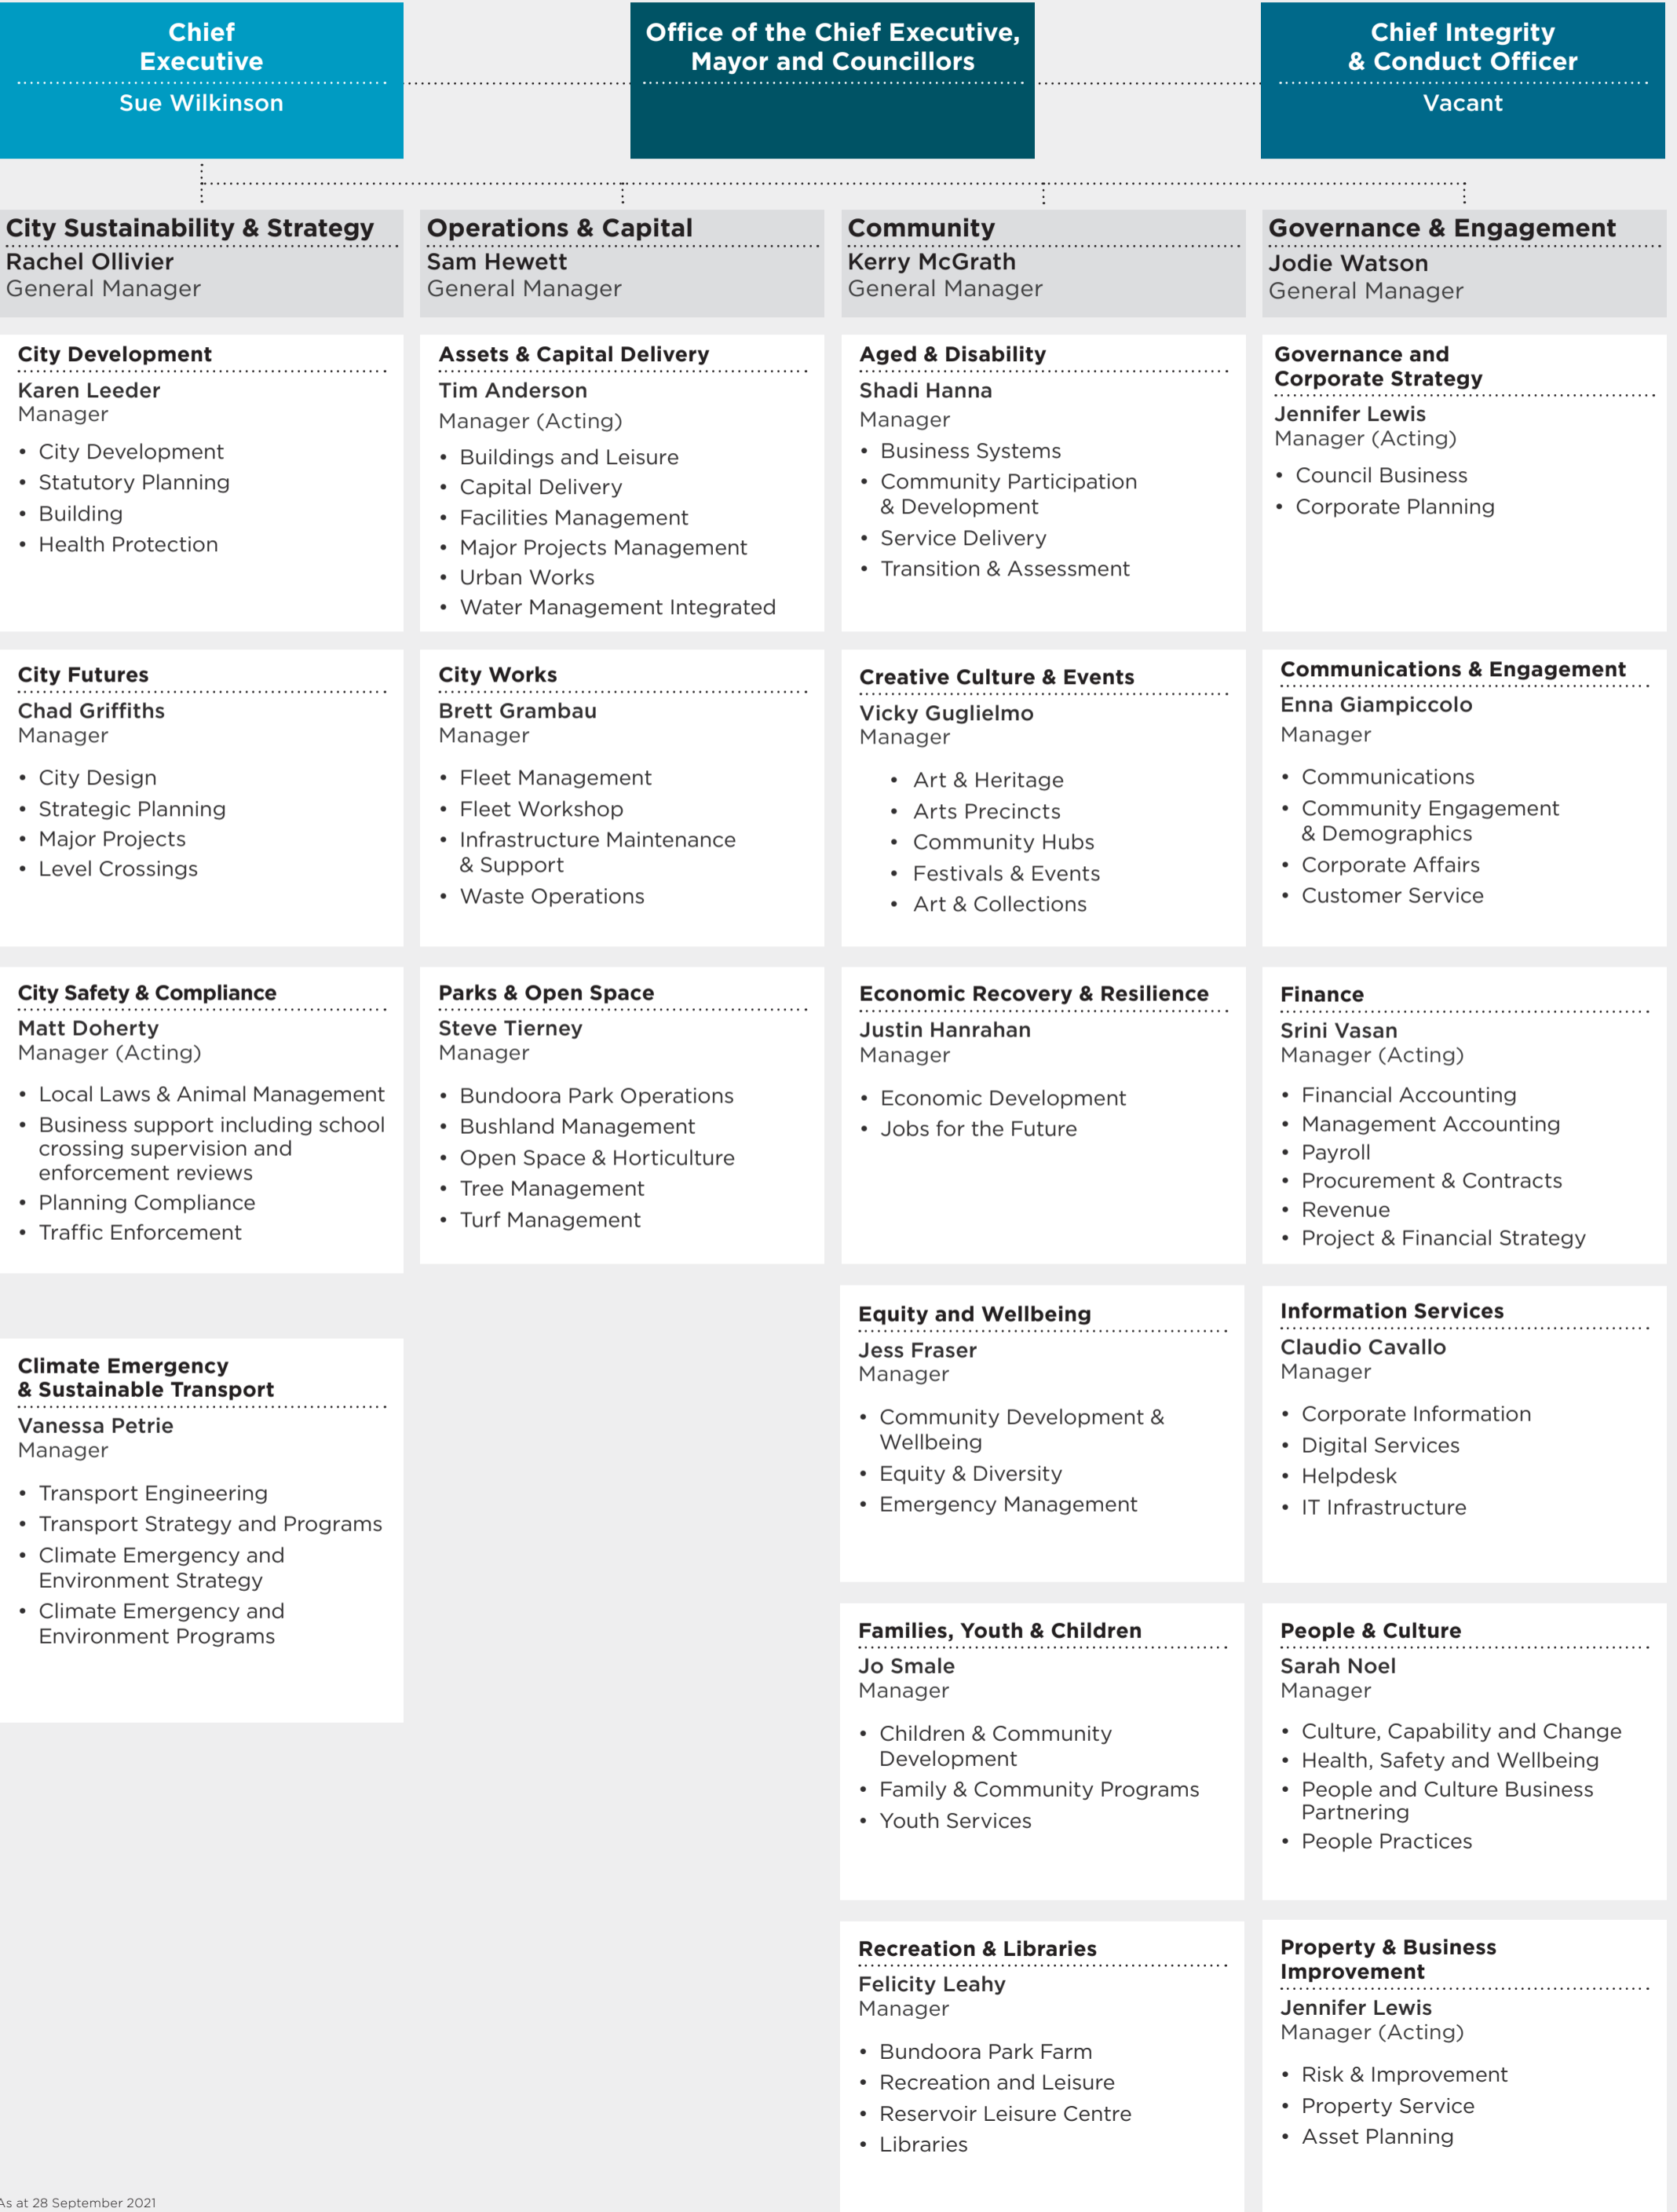 Chief
Executive
Sue Wilkinson
Office of the Chief Executive,
Mayor and Councillors
Chief Integrity
& Conduct Officer
Vacant
City Sustainability & Strategy
Rachel Ollivier
General Manager
City Development
Karen Leeder
Manager
• City Development
• Statutory Planning
• Building
• Health Protection
City Futures
Chad Griffiths
Manager
• City Design
• Strategic Planning
• Major Projects
• Level Crossings
City Safety & Compliance
Matt Doherty
Manager (Acting)
• Local Laws & Animal Management
• Business support including school
crossing supervision and
enforcement reviews
• Planning Compliance
• Traffic Enforcement
Climate Emergency
& Sustainable Transport
Vanessa Petrie
Manager
• Transport Engineering
• Transport Strategy and Programs
• Climate Emergency and
Environment Strategy
• Climate Emergency and
Environment Programs
Operations & Capital
Sam Hewett
General Manager
Assets & Capital Delivery
Tim Anderson
Manager (Acting)
• Buildings and Leisure
• Capital Delivery
• Facilities Management
• Major Projects Management
• Urban Works
• Water Management Integrated
City Works
Brett Grambau
Manager
• Fleet Management
• Fleet Workshop
• Infrastructure Maintenance
& Support
• Waste Operations
Parks & Open Space
Steve Tierney
Manager
• Bundoora Park Operations
• Bushland Management
• Open Space & Horticulture
• Tree Management
• Turf Management
Community
Kerry McGrath
General Manager
Aged & Disability
Shadi Hanna
Manager
• Business Systems
• Community Participation
& Development
• Service Delivery
• Transition & Assessment
Creative Culture & Events
Vicky Guglielmo
Manager
• Art & Heritage
• Arts Precincts
• Community Hubs
• Festivals & Events
• Art & Collections
Economic Recovery & Resilience
Justin Hanrahan
Manager
• Economic Development
• Jobs for the Future
Equity and Wellbeing
Jess Fraser
Manager
• Community Development &
Wellbeing
• Equity & Diversity
• Emergency Management
Families, Youth & Children
Jo Smale
Manager
• Children & Community
Development
• Family & Community Programs
• Youth Services
Recreation & Libraries
Felicity Leahy
Manager
• Bundoora Park Farm
• Recreation and Leisure
• Reservoir Leisure Centre
• Libraries
Governance & Engagement
Jodie Watson
General Manager
Governance and
Corporate Strategy
Jennifer Lewis
Manager (Acting)
• Council Business
• Corporate Planning
Communications & Engagement
Enna Giampiccolo
Manager
• Communications
• Community Engagement
& Demographics
• Corporate Affairs
• Customer Service
Finance
Srini Vasan
Manager (Acting)
• Financial Accounting
• Management Accounting
• Payroll
• Procurement & Contracts
• Revenue
• Project & Financial Strategy
Information Services
Claudio Cavallo
Manager
• Corporate Information
• Digital Services
• Helpdesk
• IT Infrastructure
People & Culture
Sarah Noel
Manager
• Culture, Capability and Change
• Health, Safety and Wellbeing
• People and Culture Business
Partnering
• People Practices
Property & Business
Improvement
Jennifer Lewis
Manager (Acting)
• Risk & Improvement
• Property Service
• Asset Planning
As at 28 September 2021